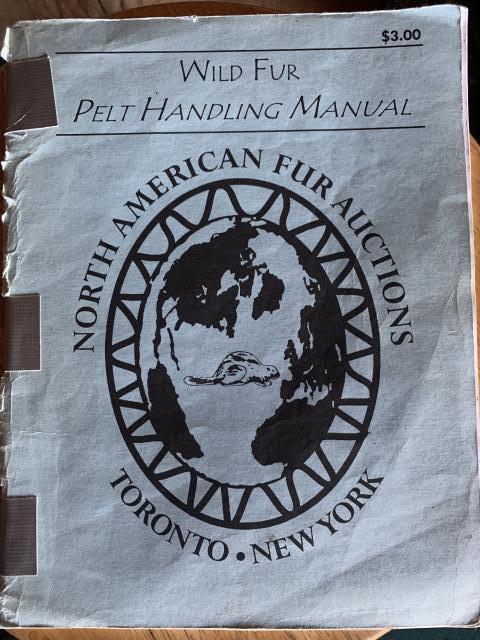 $3.00
WILD FUR
PELT HANDLING MANUAL
NORTH AMERICAN FUR AUCTIONS
TORONTO • NEW YORK